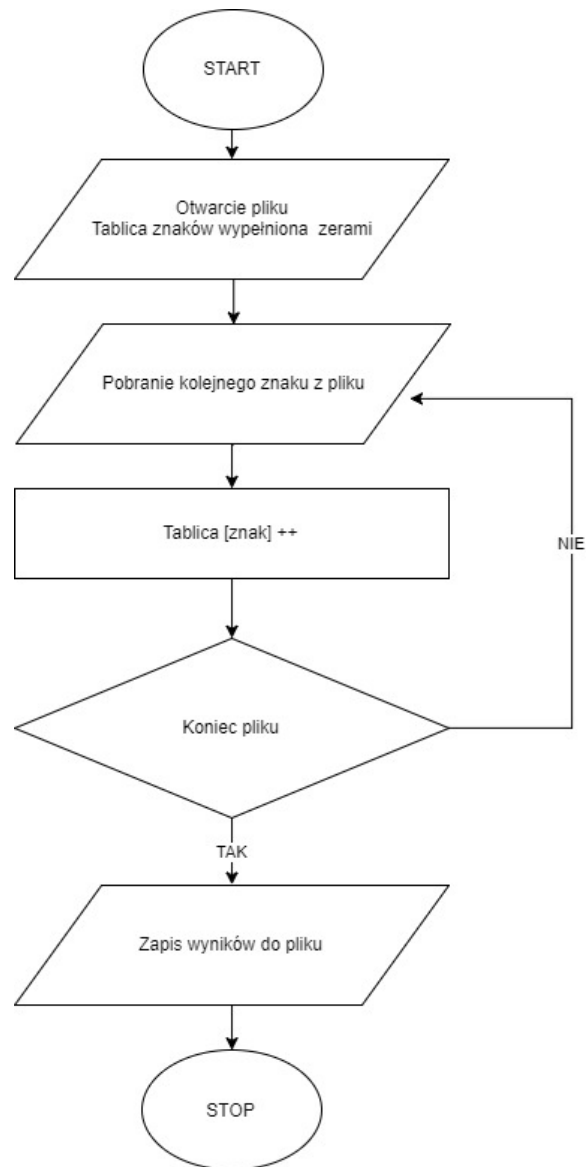 START
Otwarcie pliku
Tablica znaków wypełniona zerami
Pobranie kolejnego znaku z pliku
Tablica [znak] ++
NIE
Koniec pliku
TAK
Zapis wyników do pliku
STOP